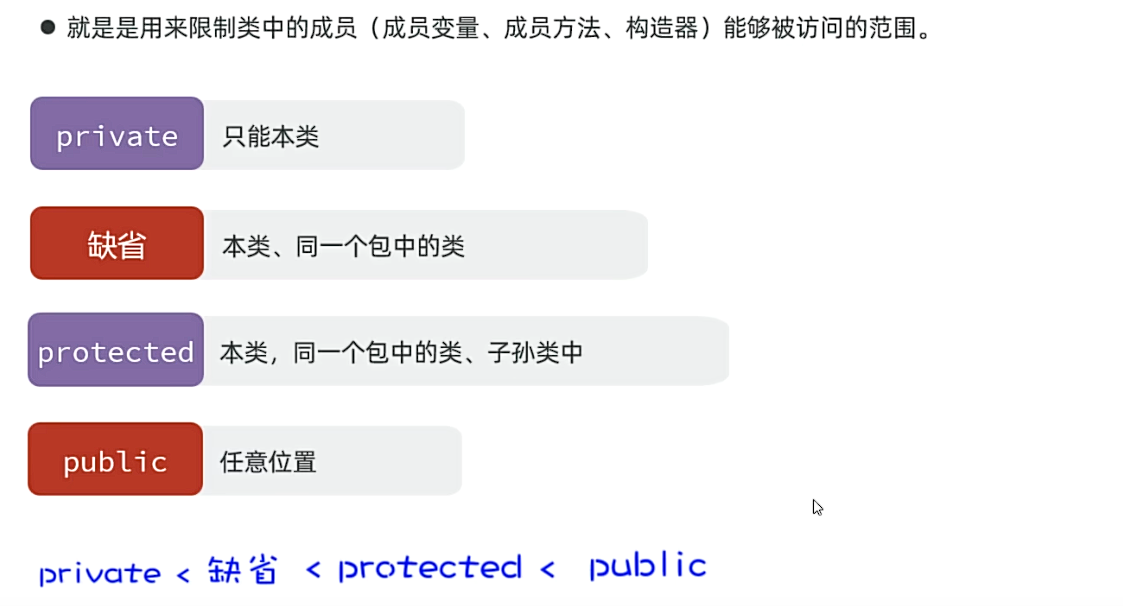 ● 就是是用来限制类中的成员（成员变量、成员方法、构造器）能够被访问的范围。
private 只能本类
缺省 本类、同一个包中的类
protected 本类，同一个包中的类、子孙类中
public 任意位置
private < 缺省 < protected < public